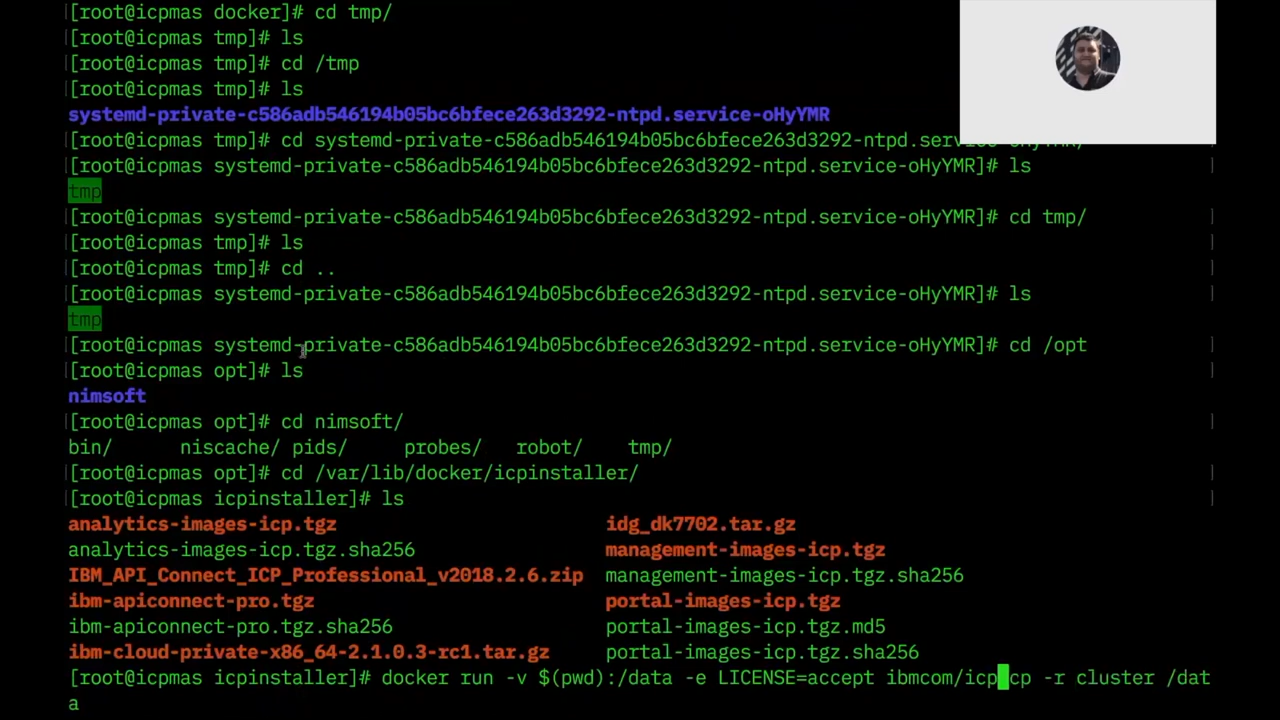 [root@icpmas docker]# cd tmp/
[root@icpmas tmp]# ls
[root@icpmas tmp]# cd /tmp
[root@icpmas tmp]# ls
systemd-private-c586adb546194b05bc6bfece263d3292-ntpd.service-oHyYMR
[root@icpmas tmp]# cd systemd-private-c586adb546194b05bc6bfece263d3292-ntpd.service-oHyYMR/
[root@icpmas systemd-private-c586adb546194b05bc6bfece263d3292-ntpd.service-oHyYMR]# ls
tmp
[root@icpmas systemd-private-c586adb546194b05bc6bfece263d3292-ntpd.service-oHyYMR]# cd tmp/
[root@icpmas tmp]# ls
[root@icpmas tmp]# cd ..
[root@icpmas systemd-private-c586adb546194b05bc6bfece263d3292-ntpd.service-oHyYMR]# ls
tmp
[root@icpmas systemd-private-c586adb546194b05bc6bfece263d3292-ntpd.service-oHyYMR]# cd /opt
[root@icpmas opt]# ls
nimsoft
[root@icpmas opt]# cd nimsoft/
bin/ niscache/ pids/ probes/ robot/ tmp/
[root@icpmas opt]# cd /var/lib/docker/icpinstaller/
[root@icpmas icpinstaller]# ls
analytics-images-icp.tgz idg_dk7702.tar.gz
analytics-images-icp.tgz.sha256 management-images-icp.tgz
IBM_API_Connect_ICP_Professional_v2018.2.6.zip management-images-icp.tgz.sha256
ibm-apiconnect-pro.tgz portal-images-icp.tgz
ibm-apiconnect-pro.tgz.sha256 portal-images-icp.tgz.md5
ibm-cloud-private-x86_64-2.1.0.3-rc1.tar.gz portal-images-icp.tgz.sha256
[root@icpmas icpinstaller]# docker run -v $(pwd):/data -e LICENSE=accept ibmcom/icp cp -r cluster /dat
a